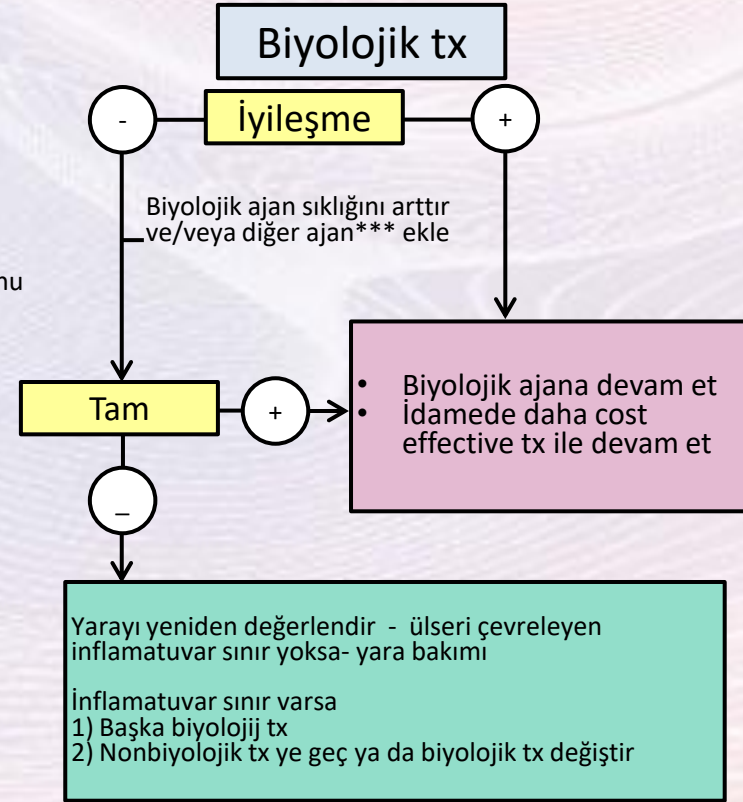 Biyolojik tx
-
İyileşme
+
Biyolojik ajan sıklığını arttır
ve/veya diğer ajan*** ekle
Tam
+
• Biyolojik ajana devam et
• İdamede daha cost
effective tx ile devam et
_
Yarayı yeniden değerlendir - ülseri çevreleyen
inflamatuvar sınır yoksa- yara bakımı
İnflamatuvar sınır varsa
1) Başka biyolojij tx
2) Nonbiyolojik tx ye geç ya da biyolojik tx değiştir